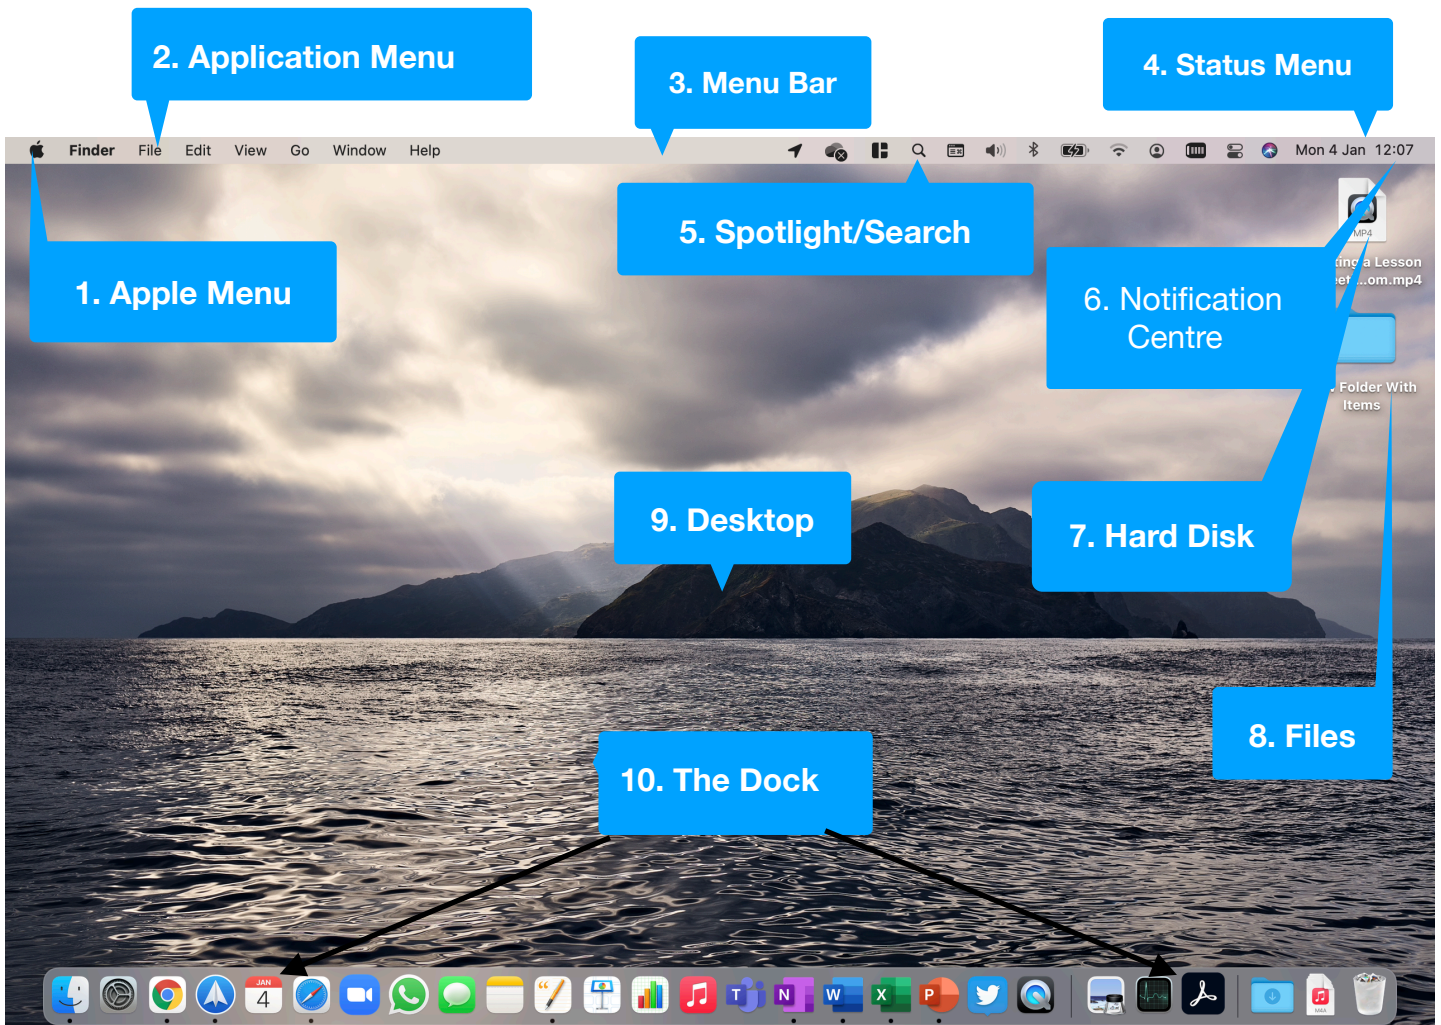 2. Application Menu
3. Menu Bar
4. Status Menu
Finder File Edit View Go Window Help
Mon 4 Jan 12:07
5. Spotlight/Search
MP4
a Lesson
...om.mp4
1. Apple Menu
6. Notification
Centre
Folder With
Items
9. Desktop
7. Hard Disk
8. Files
10. The Dock
JAN
4
T
N
W
X
P
M4A